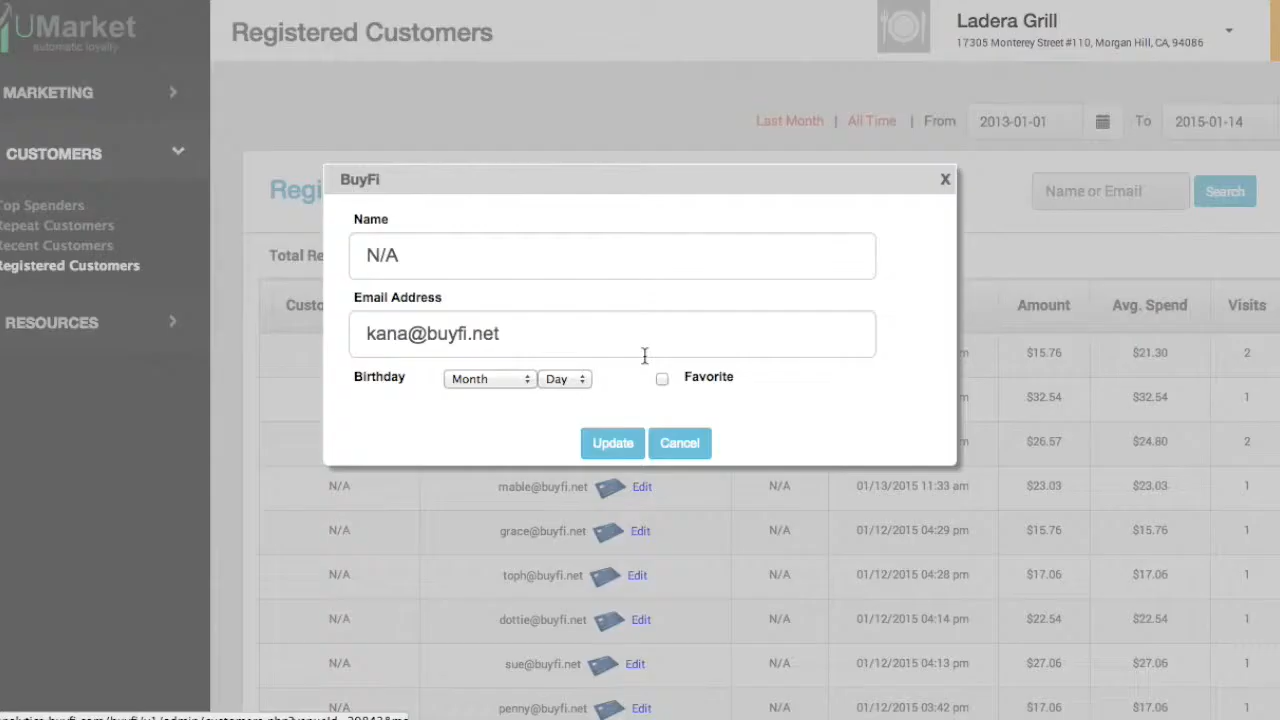 UMarket
automatic loyalty
Registered Customers
Ladera Grill
17305 Monterey Street #110, Morgan Hill, CA, 94086
MARKETING
CUSTOMERS
Top Spenders
Repeat Customers
Recent Customers
Registered Customers
RESOURCES
Last Month | All Time | From 2013-01-01 To 2015-01-14
Regi
Name or Email Search
Total Re
Custo Amount Avg. Spend Visits
BuyFi X
Name
N/A
Email Address
kana@buyfi.net
Birthday Month Day Favorite
Update Cancel
m $15.76 $21.30 2
m $32.54 $32.54 1
m $26.57 $24.80 2
N/A mable@buyfi.net Edit N/A 01/13/2015 11:33 am $23.03 $23.03 1
N/A grace@buyfi.net Edit N/A 01/12/2015 04:29 pm $15.76 $15.76 1
N/A toph@buyfi.net Edit N/A 01/12/2015 04:28 pm $17.06 $17.06 1
N/A dottie@buyfi.net Edit N/A 01/12/2015 04:14 pm $22.54 $22.54 1
N/A sue@buyfi.net Edit N/A 01/12/2015 04:13 pm $27.06 $27.06 1
N/A penny@buyfi.net Edit N/A 01/12/2015 03:42 pm $17.06 $17.06 1